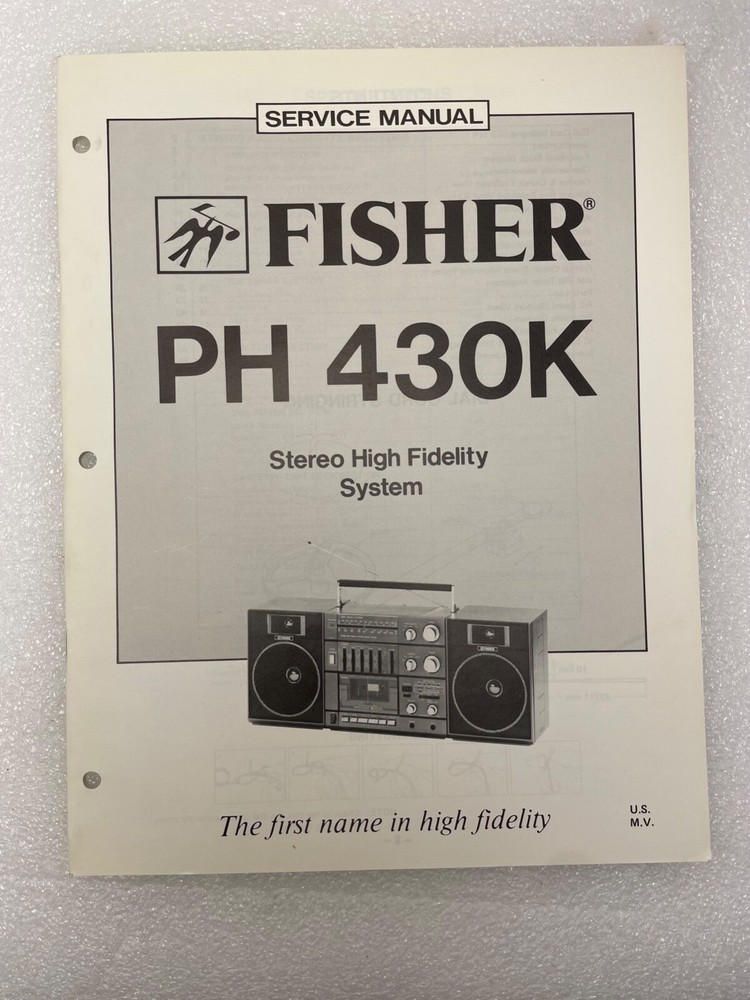 SERVICE MANUAL
FISHER®
PH 430K
Stereo High Fidelity
System
The first name in high fidelity
U.S.
M.V.